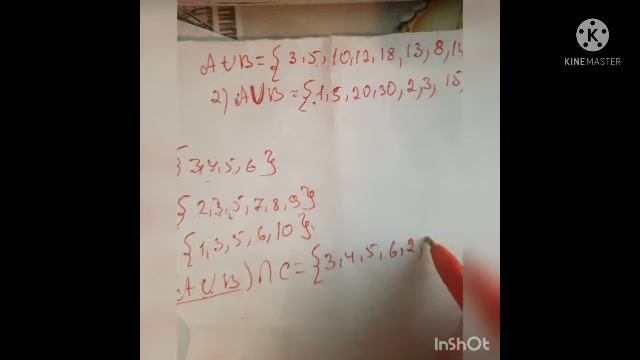 A∪B={3,5,10,12,18,13,8,1
2) A∪B={1,5,20,30,2,3,15,
{3,4,5,6}
{2,3,5,7,8,9}
{1,3,5,6,10}
A∪B)∩C={3,4,5,6,2,
KINEMASTER
InShOt